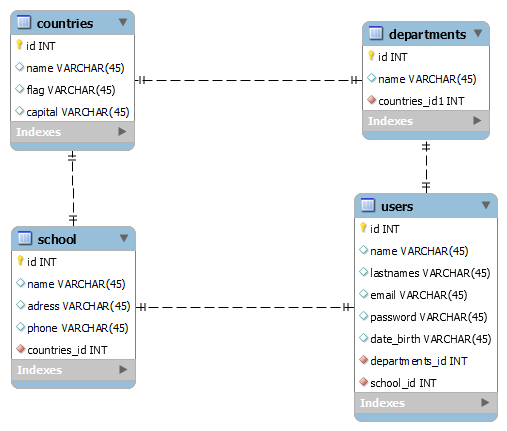 countries
id INT
name VARCHAR(45)
flag VARCHAR(45)
capital VARCHAR(45)
Indexes
departments
id INT
name VARCHAR(45)
countries_id1 INT
Indexes
school
id INT
name VARCHAR(45)
adress VARCHAR(45)
phone VARCHAR(45)
countries_id INT
Indexes
users
id INT
name VARCHAR(45)
lastnames VARCHAR(45)
email VARCHAR(45)
password VARCHAR(45)
date_birth VARCHAR(45)
departments_id INT
school_id INT
Indexes